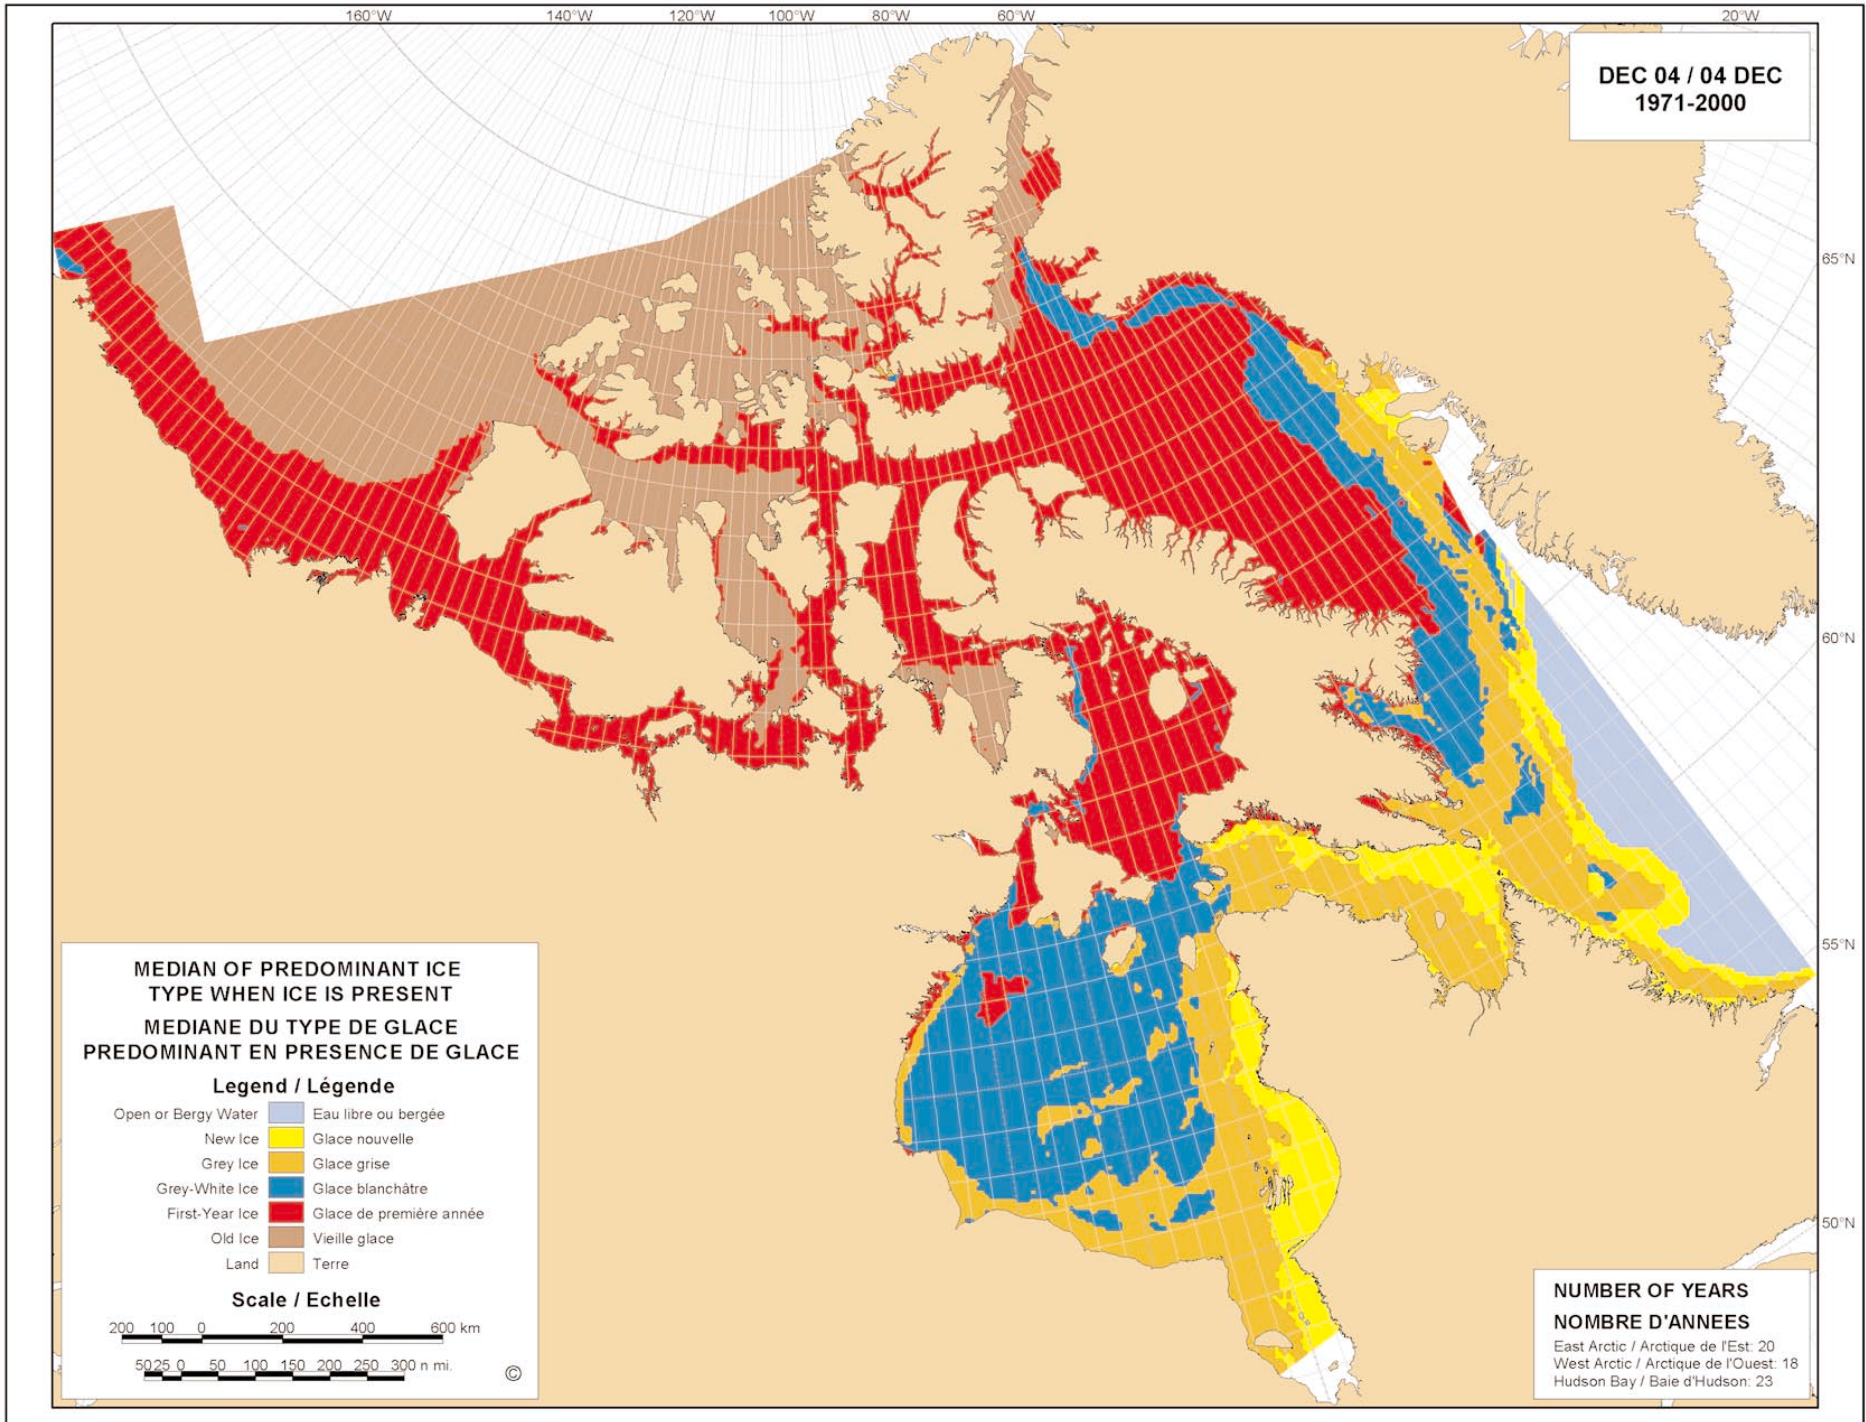 160°W 140°W 120°W 100°W 80°W 60°W 20°W
DEC 04 / 04 DEC
1971-2000
65°N
60°N
55°N
50°N
MEDIAN OF PREDOMINANT ICE
TYPE WHEN ICE IS PRESENT
MEDIANE DU TYPE DE GLACE
PREDOMINANT EN PRESENCE DE GLACE
Legend / Légende
Open or Bergy Water Eau libre ou bergée
New Ice Glace nouvelle
Grey Ice Glace grise
Grey-White Ice Glace blanchâtre
First-Year Ice Glace de première année
Old Ice Vieille glace
Land Terre
Scale / Echelle
200 100 0 200 400 600 km
50 25 0 50 100 150 200 250 300 n mi.
©
NUMBER OF YEARS
NOMBRE D'ANNEES
East Arctic / Arctique de l'Est: 20
West Arctic / Arctique de l'Ouest: 18
Hudson Bay / Baie d'Hudson: 23